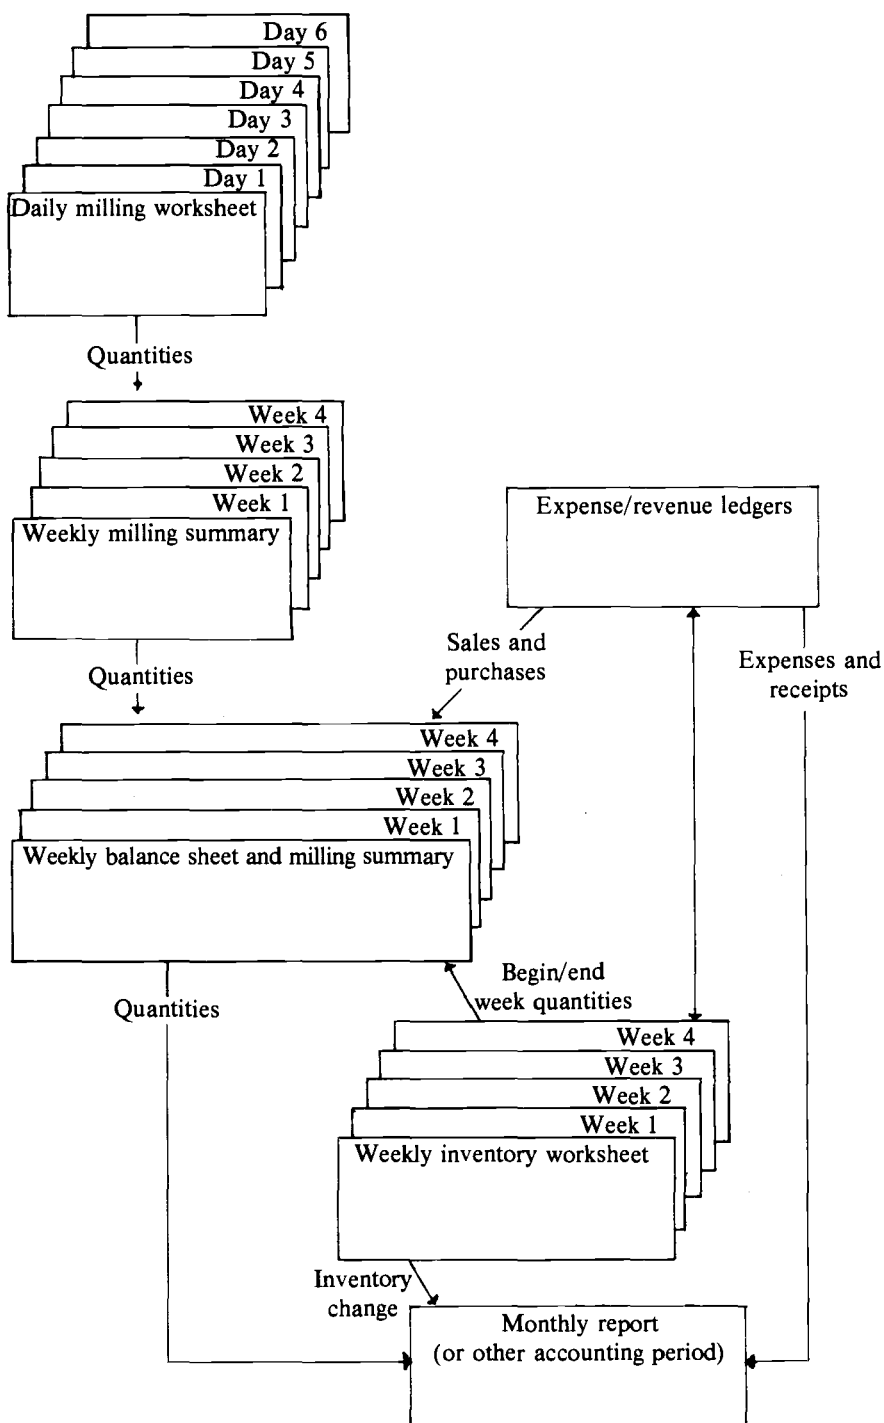 Day 6
Day 5
Day 4
Day 3
Day 2
Day 1
Daily milling worksheet
Quantities
Week 4
Week 3
Week 2
Week 1
Weekly milling summary
Expense/revenue ledgers
Quantities
Sales and
purchases
Expenses and
receipts
Week 4
Week 3
Week 2
Week 1
Weekly balance sheet and milling summary
Quantities
Begin/end
week quantities
Week 4
Week 3
Week 2
Week 1
Weekly inventory worksheet
Inventory
change
Monthly report
(or other accounting period)